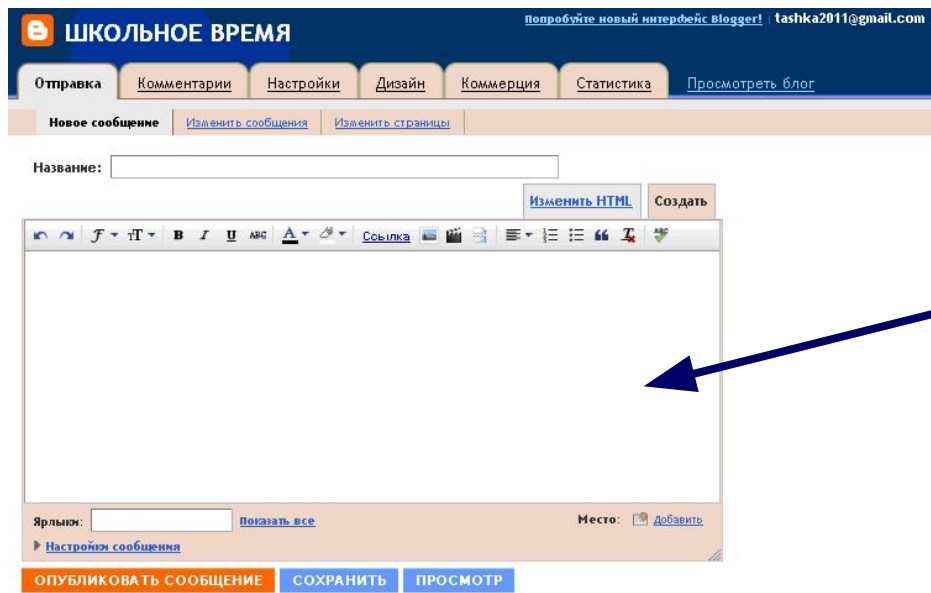 Попробуйте новый интерфейс Blogger! tashka2011@gmail.com
ШКОЛЬНОЕ ВРЕМЯ
Отправка Комментарии Настройки Дизайн Коммерция Статистика Просмотреть блог
Новое сообщение Изменить сообщения Изменить страницы
Название:
Изменить HTML Создать
B I U ABC A Ссылка ABC
Ярлыки: Показать все Место: Добавить
Настройки сообщения
ОПУБЛИКОВАТЬ СООБЩЕНИЕ СОХРАНИТЬ ПРОСМОТР